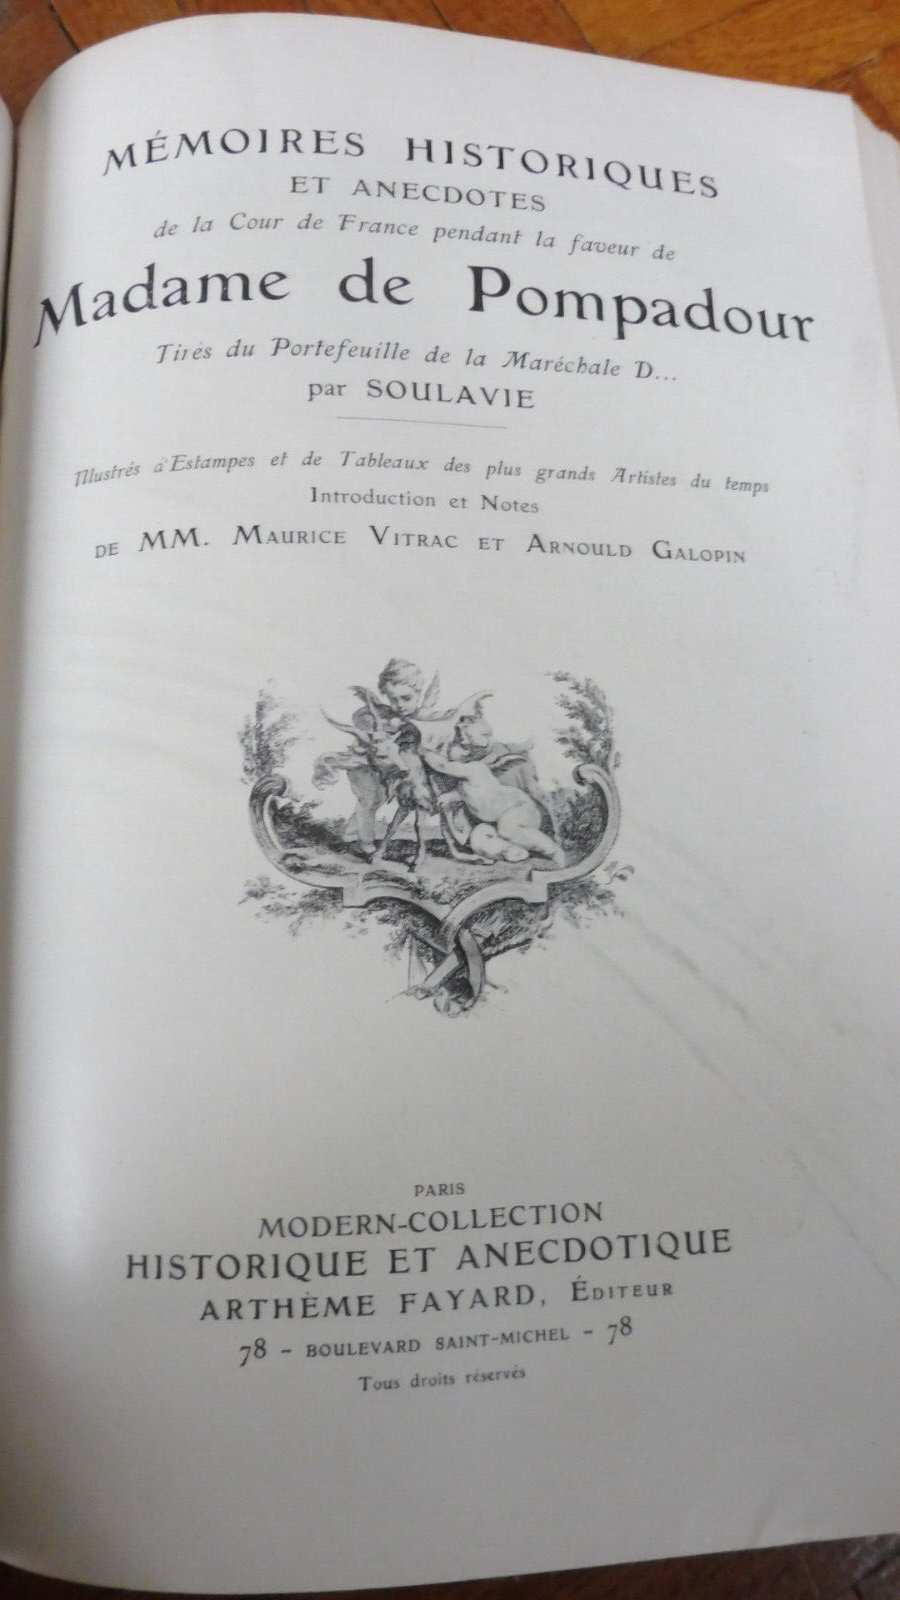 MÉMOIRES HISTORIQUES
ET ANECDOTES
de la Cour de France pendant la faveur de
Madame de Pompadour
Tirés du Portefeuille de la Maréchale D...
par SOULAVIE
Illustrés d'Estampes et de Tableaux des plus grands Artistes du temps
Introduction et Notes
DE MM. MAURICE VITRAC ET ARNOULD GALOPIN
PARIS
MODERN-COLLECTION
HISTORIQUE ET ANECDOTIQUE
ARTHÈME FAYARD, ÉDITEUR
78 - BOULEVARD SAINT-MICHEL - 78
Tous droits réservés